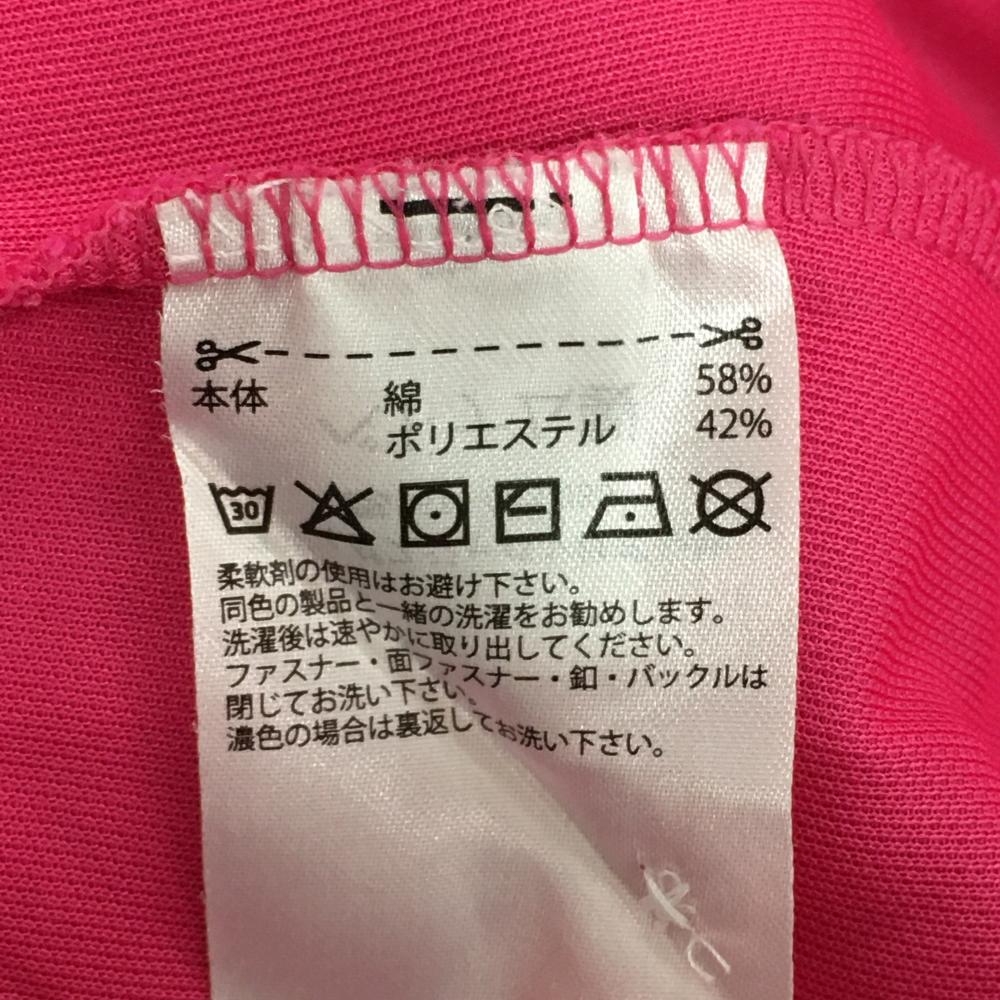 本体 綿 58%
ポリエステル 42%
30
柔軟剤の使用はお避け下さい。
同色の製品と一緒の洗濯をお勧めします。
洗濯後は速やかに取り出してください。
ファスナー・面ファスナー・釦・バックルは
閉じてお洗い下さい。
濃色の場合は裏返してお洗い下さい。